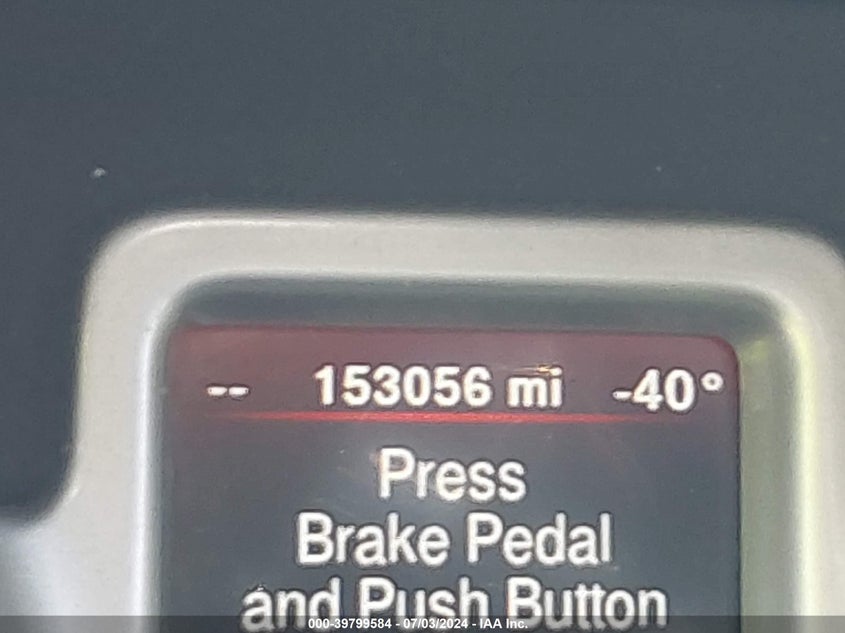 -- 153056 mi -40°
Press
Brake Pedal
and Push Button
000-39799584 - 07/03/2024 - IAA Inc.